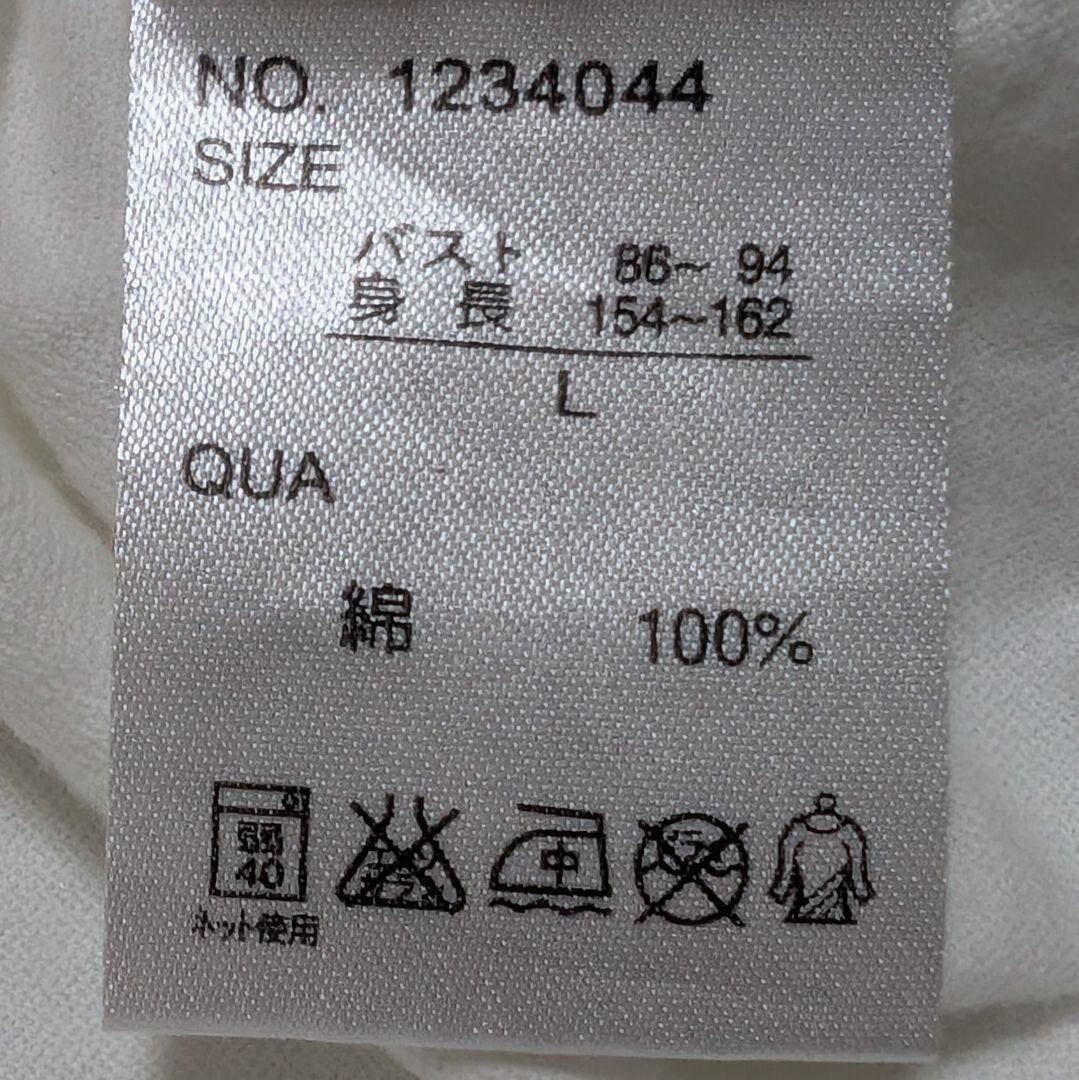 NO. 1234044
SIZE
バスト 86～ 94
身 長 154～162
L
QUA
綿 100%
弱 40 中
ネット使用